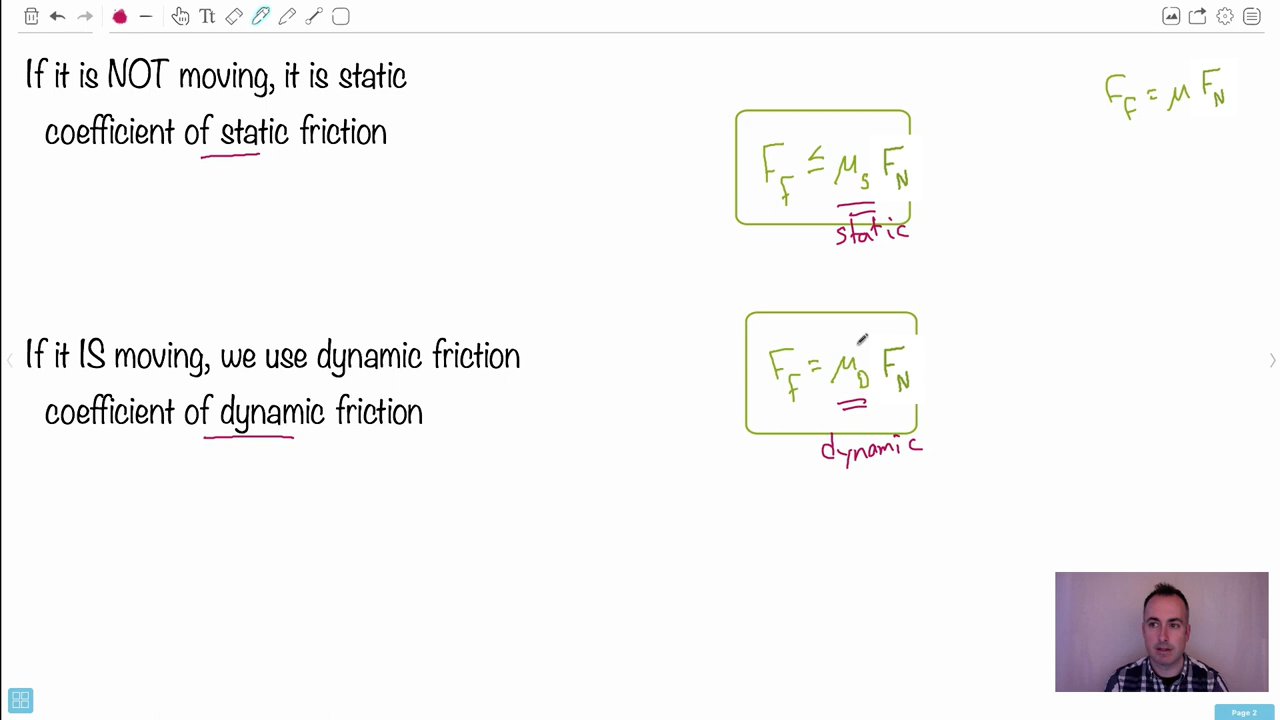 Tt
If it is NOT moving, it is static
coefficient of static friction
F_f = μ F_N
F_f ≤ μ_s F_N
static
If it IS moving, we use dynamic friction
coefficient of dynamic friction
F_f = μ_D F_N
dynamic
Page 2